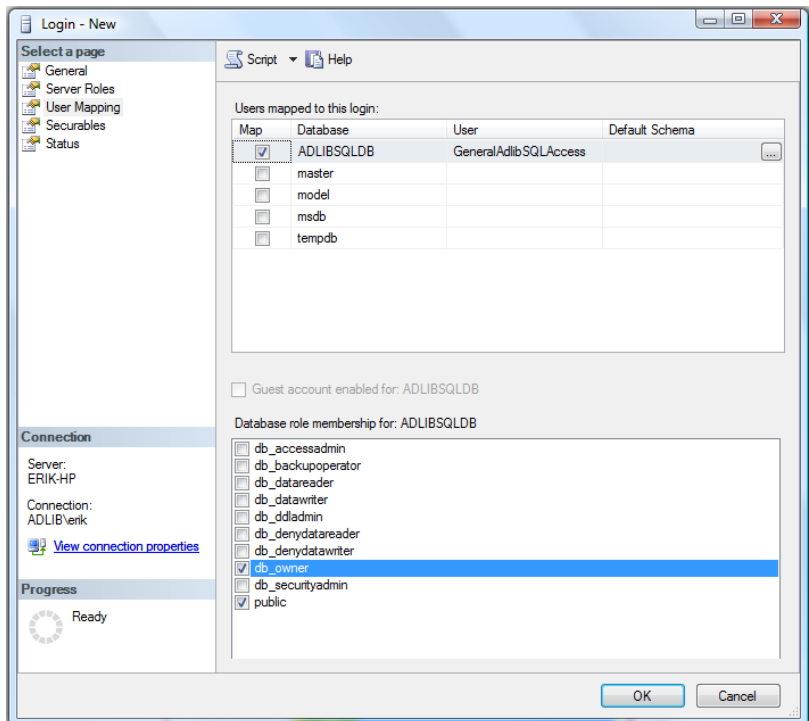 Login - New
Select a page
General
Server Roles
User Mapping
Securables
Status
Script Help
Users mapped to this login:
Map Database User Default Schema
ADLIBSQLDB GeneralAdlibSQLAccess ...
master
model
msdb
tempdb
Guest account enabled for: ADLIBSQLDB
Database role membership for: ADLIBSQLDB
db_accessadmin
db_backupoperator
db_datareader
db_datawriter
db_ddladmin
db_denydatareader
db_denydatawriter
db_owner
db_securityadmin
public
Connection
Server:
ERIK-HP
Connection:
ADLIB\erik
View connection properties
Progress
Ready
OK Cancel